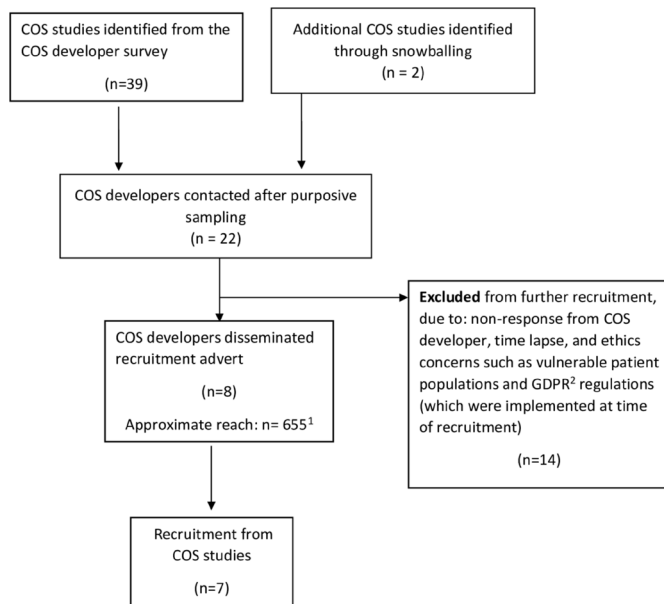 COS studies identified from the
COS developer survey
(n=39)
Additional COS studies identified
through snowballing
(n = 2)
COS developers contacted after purposive
sampling
(n = 22)
Excluded from further recruitment,
due to: non-response from COS
developer, time lapse, and ethics
concerns such as vulnerable patient
populations and GDPR² regulations
(which were implemented at time
of recruitment)
(n=14)
COS developers disseminated
recruitment advert
(n=8)
Approximate reach: n= 655¹
Recruitment from
COS studies
(n=7)